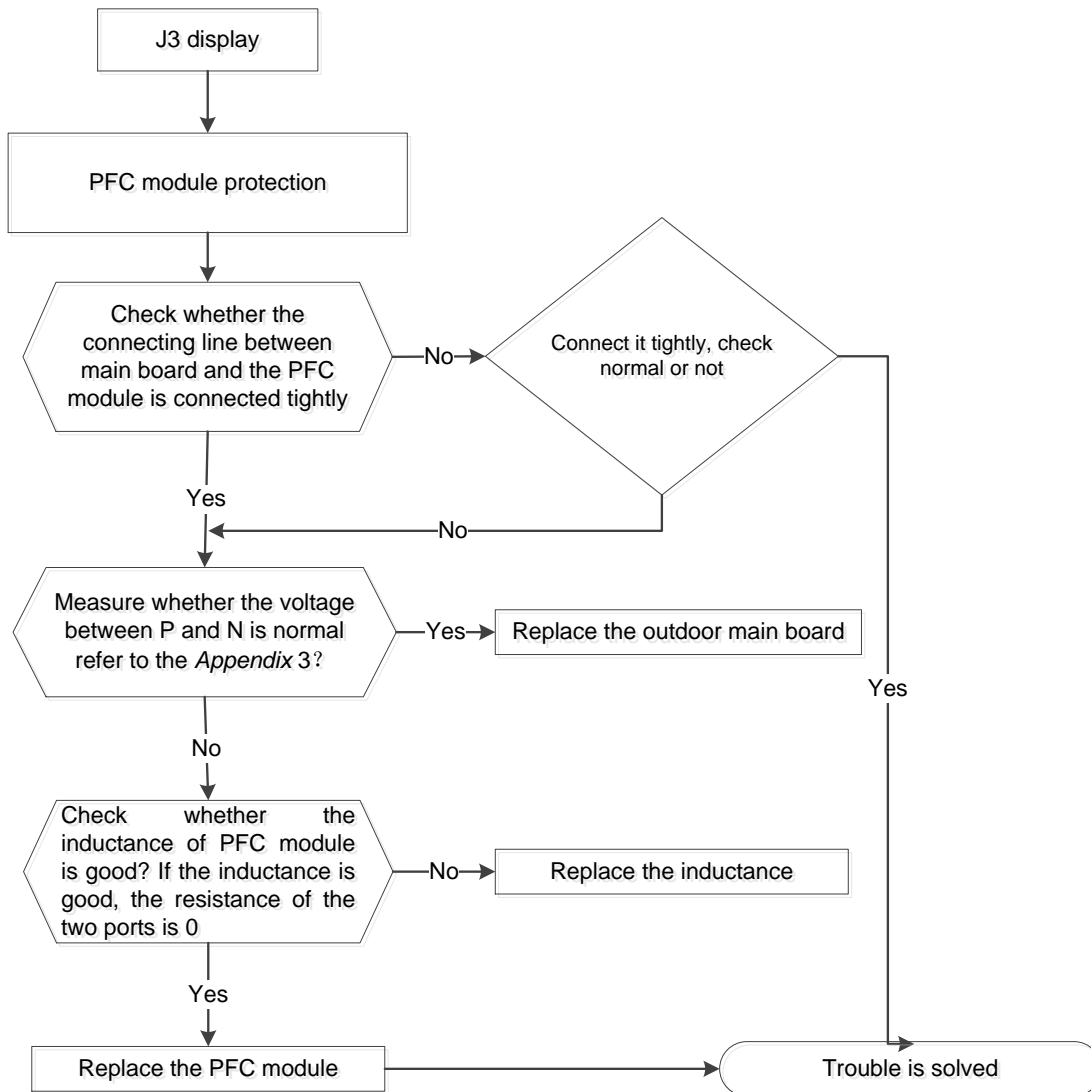 J3 display
PFC module protection
Check whether the
connecting line between
main board and the PFC
module is connected tightly
No
Connect it tightly, check
normal or not
Yes
No
Measure whether the voltage
between P and N is normal
refer to the Appendix 3?
Yes
Replace the outdoor main board
Yes
No
Check whether the
inductance of PFC module
is good? If the inductance is
good, the resistance of the
two ports is 0
No
Replace the inductance
Yes
Replace the PFC module
Trouble is solved